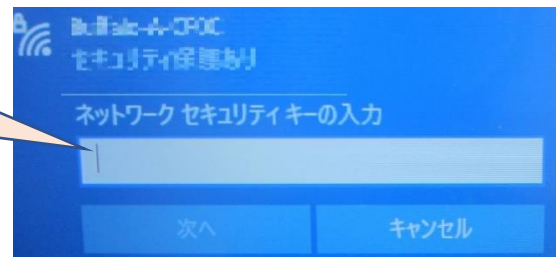 セキュリティ保護あり
ネットワーク セキュリティ キーの入力
次へ
キャンセル